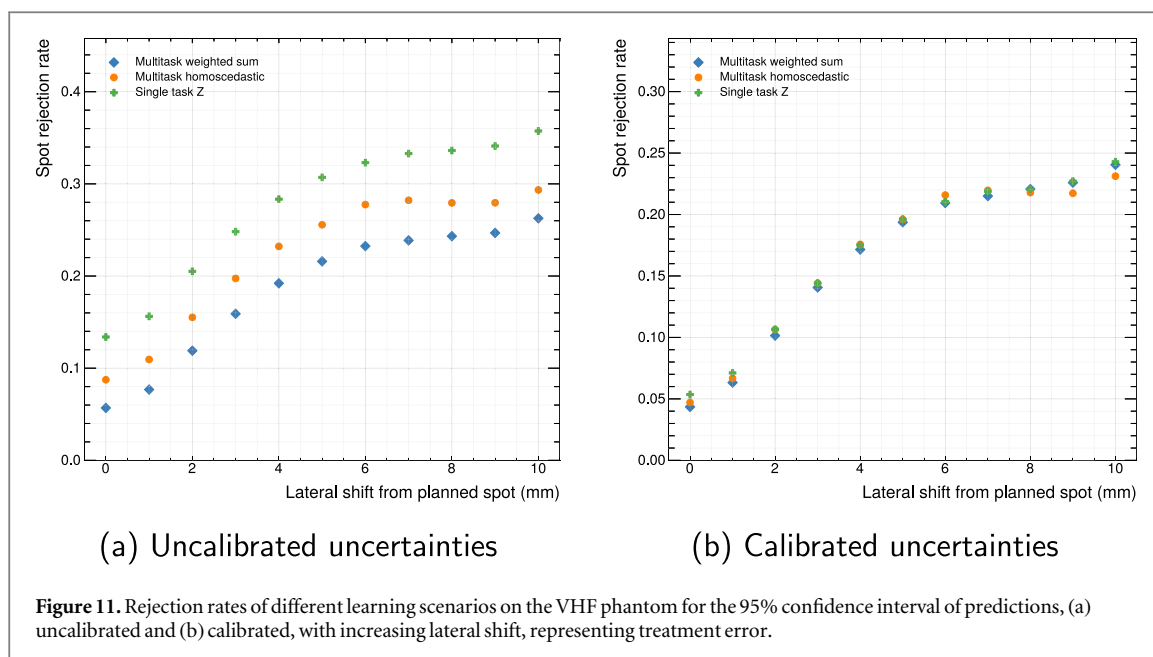 Multitask weighted sum
Multitask homoscedastic
Single task Z
Spot rejection rate
0.4
0.3
0.2
0.1
0.0
0 2 4 6 8 10
Lateral shift from planned spot (mm)
(a) Uncalibrated uncertainties
Multitask weighted sum
Multitask homoscedastic
Single task Z
Spot rejection rate
0.30
0.25
0.20
0.15
0.10
0.05
0.00
0 2 4 6 8 10
Lateral shift from planned spot (mm)
(b) Calibrated uncertainties
Figure 11. Rejection rates of different learning scenarios on the VHF phantom for the 95% confidence interval of predictions, (a)
uncalibrated and (b) calibrated, with increasing lateral shift, representing treatment error.